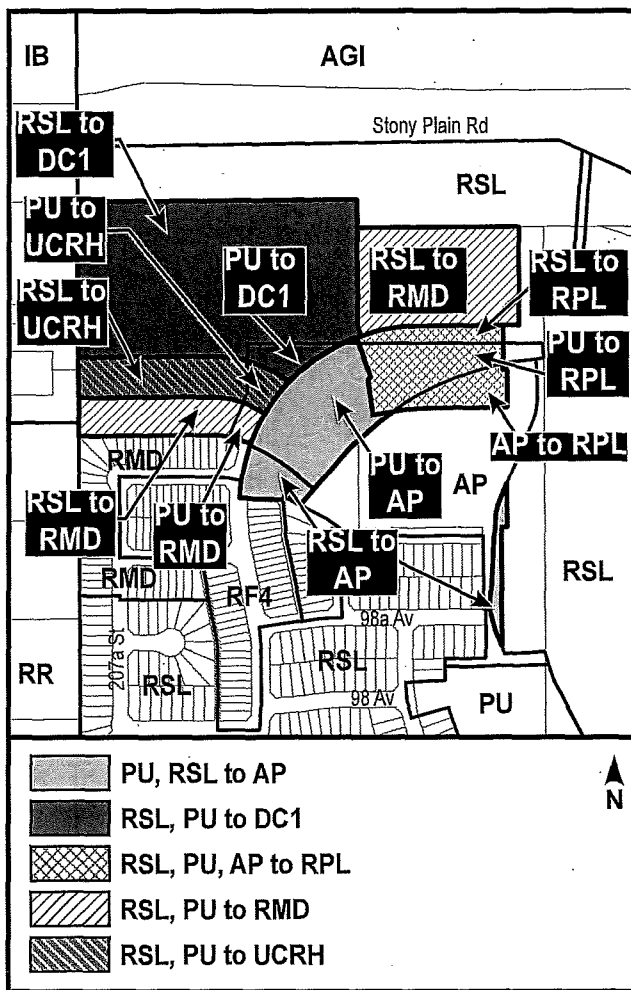 IB
AGI
RSL to
DC1
Stony Plain Rd
RSL
PU to
UCRH
PU to
DC1
RSL to
RMD
RSL to
RPL
RSL to
UCRH
PU to
RPL
AP to RPL
RMD
PU to
AP
AP
RSL to
RMD
PU to
RMD
RSL to
AP
RSL
RMD
RF4
98a Av
207a St
RSL
RR
RSL
98 Av
PU
PU, RSL to AP
N
RSL, PU to DC1
RSL, PU, AP to RPL
RSL, PU to RMD
RSL, PU to UCRH